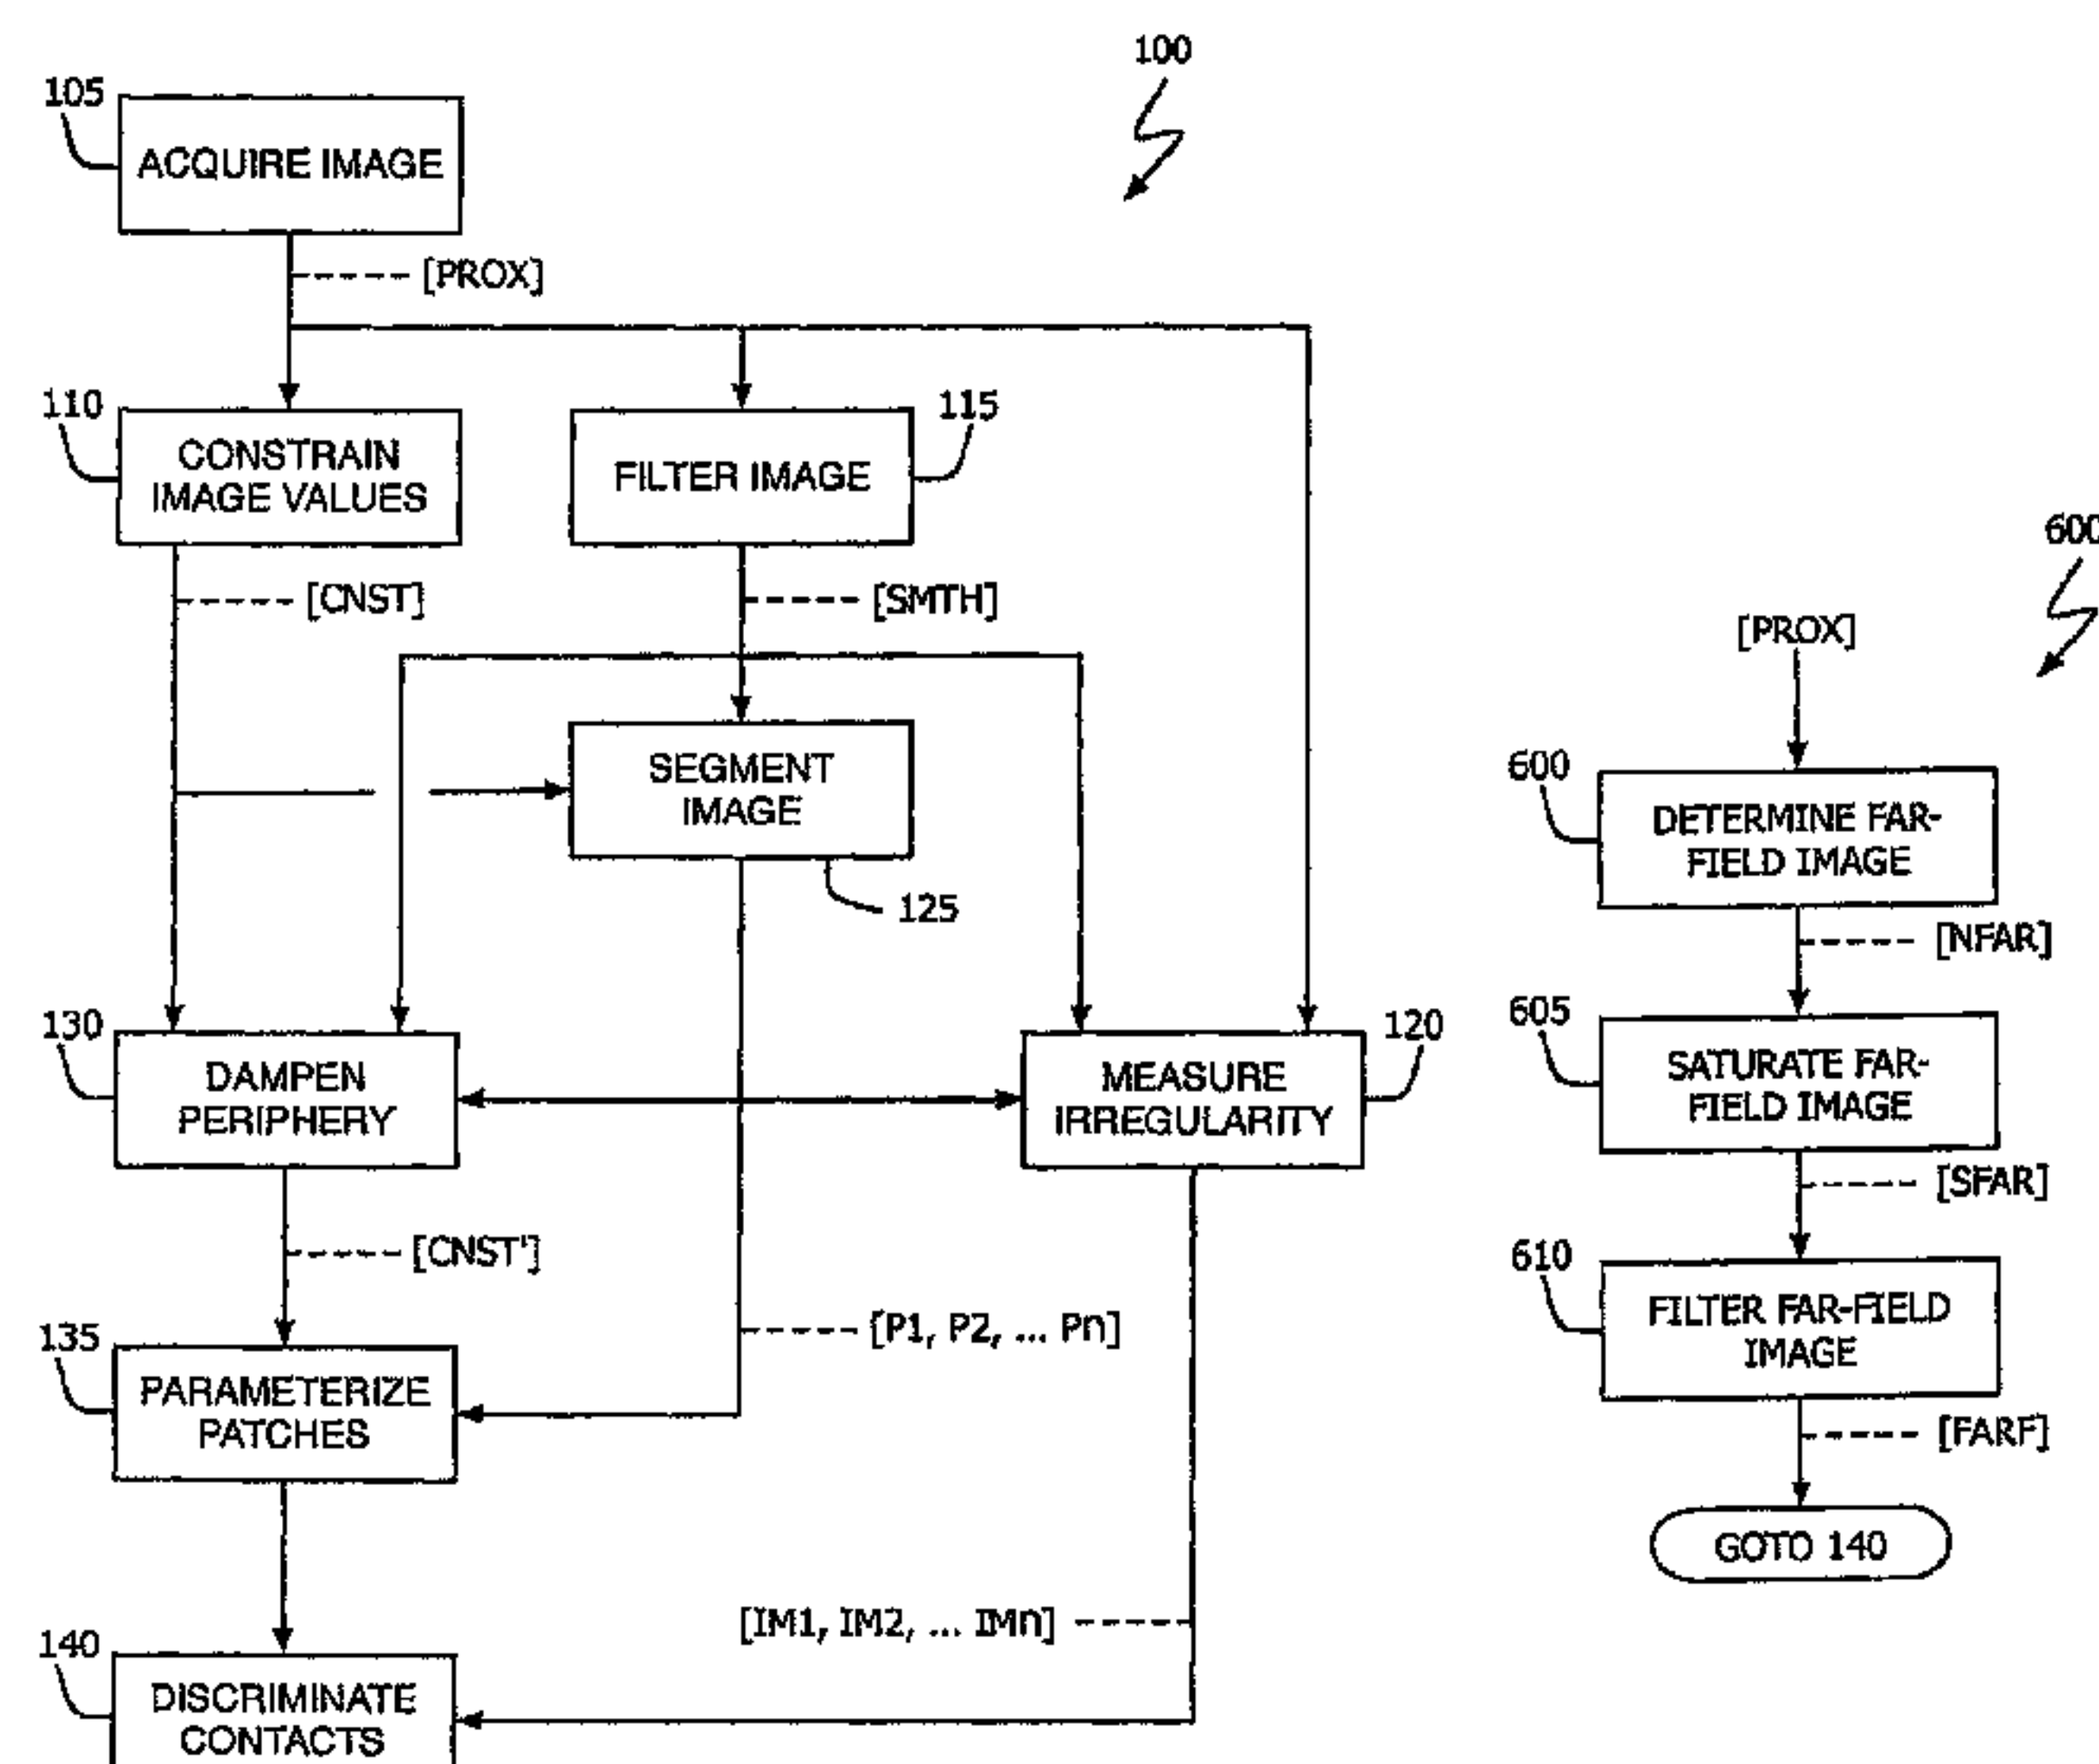 100
105
ACQUIRE IMAGE
[PROX]
110
CONSTRAIN
IMAGE VALUES
FILTER IMAGE
115
[CNST]
[SMTH]
SEGMENT
IMAGE
125
130
DAMPEN
PERIPHERY
MEASURE
IRREGULARITY
120
[CNST']
[P1, P2, ... Pn]
135
PARAMETERIZE
PATCHES
[IM1, IM2, ... IMn]
140
DISCRIMINATE
CONTACTS
600
[PROX]
600
DETERMINE FAR-
FIELD IMAGE
[NFAR]
605
SATURATE FAR-
FIELD IMAGE
[SFAR]
610
FILTER FAR-FIELD
IMAGE
[FARF]
GOTO 140